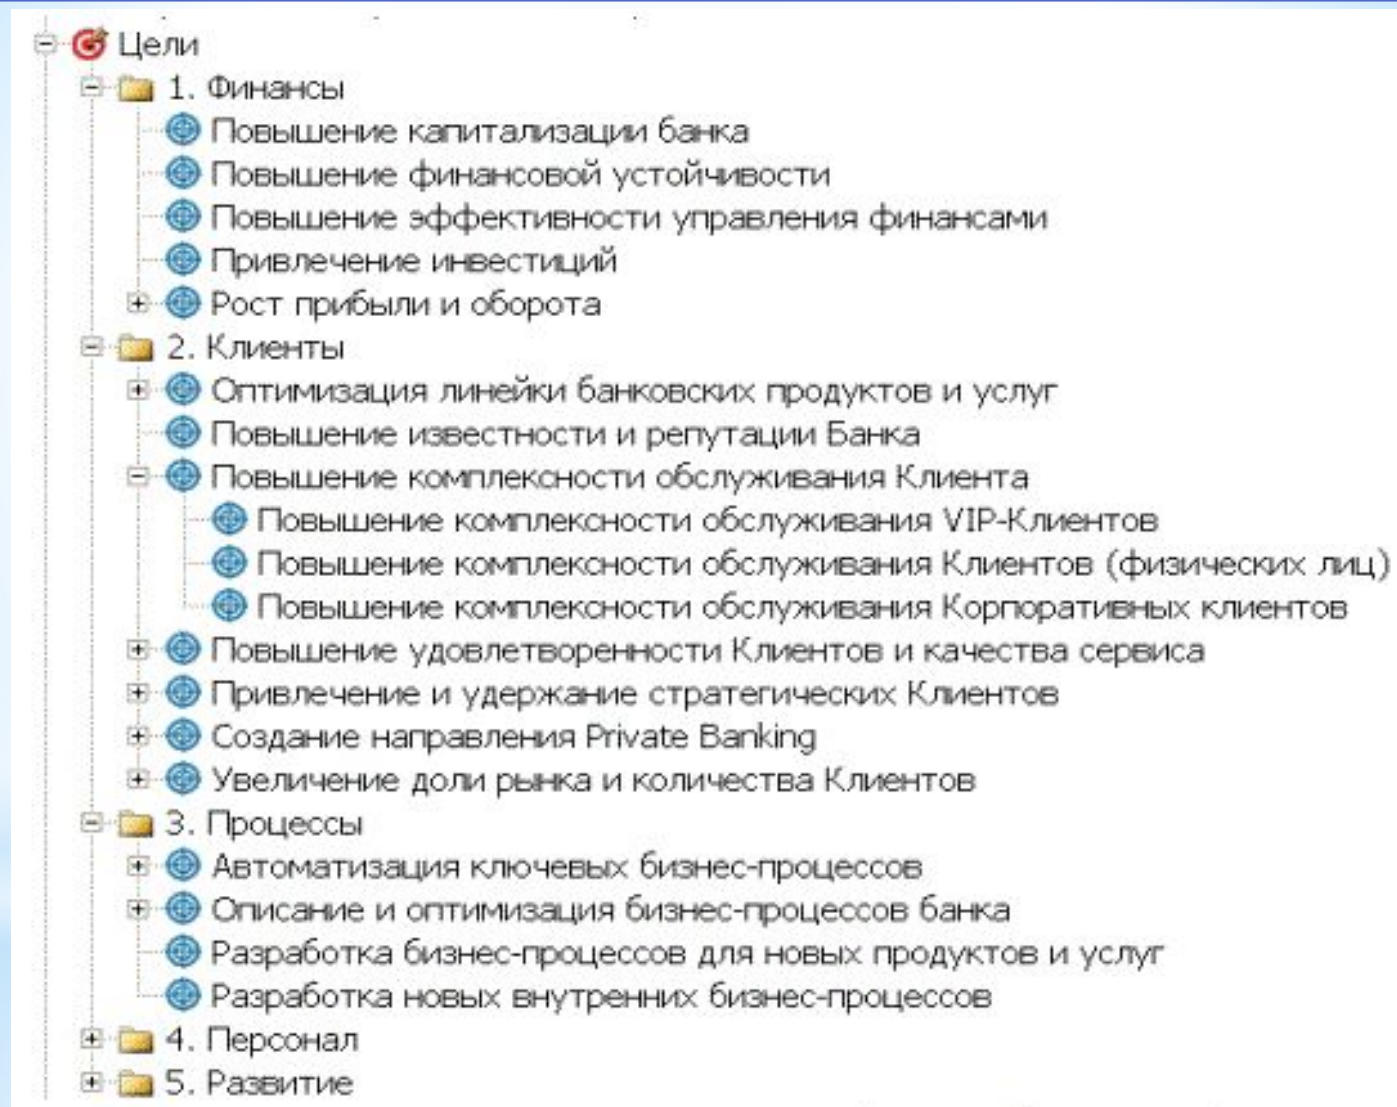 Цели
1. Финансы
Повышение капитализации банка
Повышение финансовой устойчивости
Повышение эффективности управления финансами
Привлечение инвестиций
Рост прибыли и оборота
2. Клиенты
Оптимизация линейки банковских продуктов и услуг
Повышение известности и репутации Банка
Повышение комплексности обслуживания Клиента
Повышение комплексности обслуживания VIP-Клиентов
Повышение комплексности обслуживания Клиентов (физических лиц)
Повышение комплексности обслуживания Корпоративных клиентов
Повышение удовлетворенности Клиентов и качества сервиса
Привлечение и удержание стратегических Клиентов
Создание направления Private Banking
Увеличение доли рынка и количества Клиентов
3. Процессы
Автоматизация ключевых бизнес-процессов
Описание и оптимизация бизнес-процессов банка
Разработка бизнес-процессов для новых продуктов и услуг
Разработка новых внутренних бизнес-процессов
4. Персонал
5. Развитие